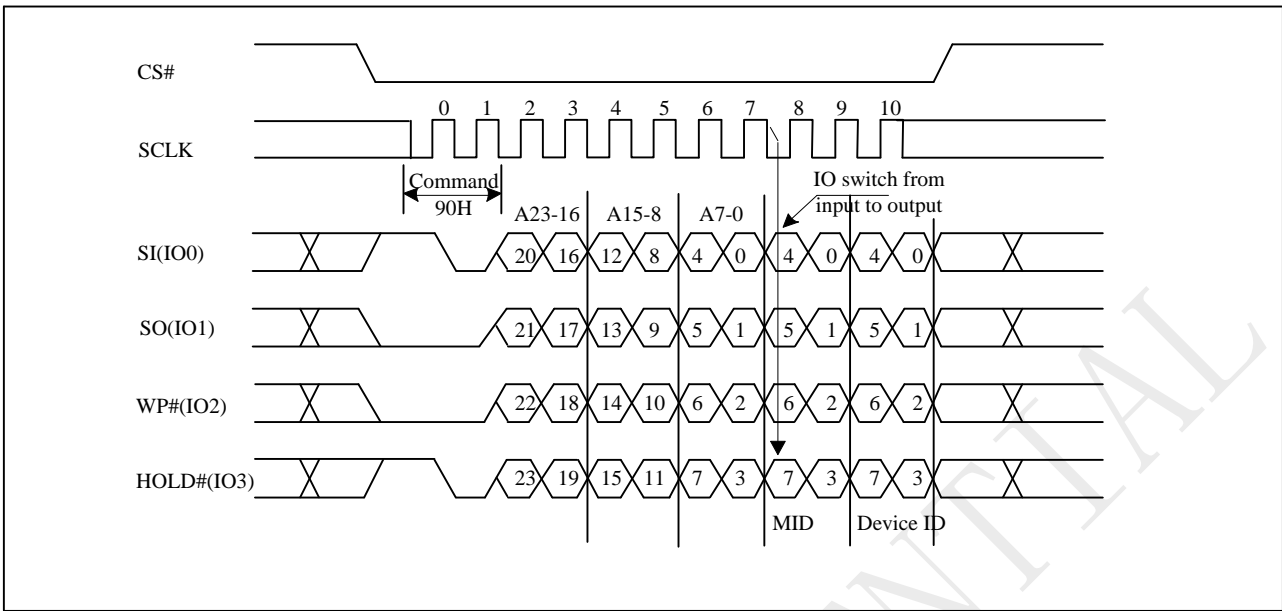 CS#
0 1 2 3 4 5 6 7 8 9 10
SCLK
Command
90H
IO switch from
input to output
A23-16 A15-8 A7-0
SI(IO0) 20 16 12 8 4 0 4 0 4 0
SO(IO1) 21 17 13 9 5 1 5 1 5 1
WP#(IO2) 22 18 14 10 6 2 6 2 6 2
HOLD#(IO3) 23 19 15 11 7 3 7 3 7 3
MID Device ID
NTIAL